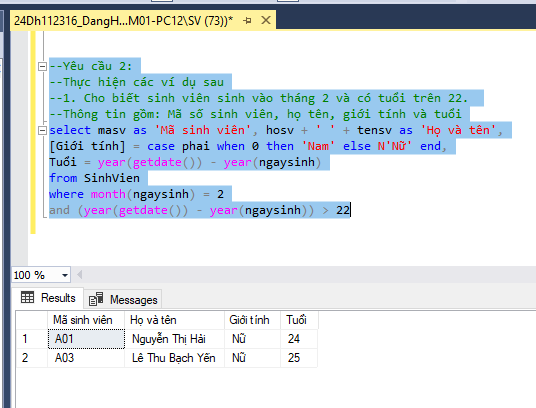 24Dh112316_DangH...M01-PC12\SV (73))*
--Yêu cầu 2:
--Thực hiện các ví dụ sau
--1. Cho biết sinh viên sinh vào tháng 2 và có tuổi trên 22.
--Thông tin gồm: Mã số sinh viên, họ tên, giới tính và tuổi
select masv as 'Mã sinh viên', hosv + ' ' + tensv as 'Họ và tên',
[Giới tính] = case phai when 0 then 'Nam' else N'Nữ' end,
Tuổi = year(getdate()) - year(ngaysinh)
from SinhVien
where month(ngaysinh) = 2
and (year(getdate()) - year(ngaysinh)) > 22
100 %
Results Messages
Mã sinh viên Họ và tên Giới tính Tuổi
1 A01 Nguyễn Thị Hải Nữ 24
2 A03 Lê Thu Bạch Yến Nữ 25